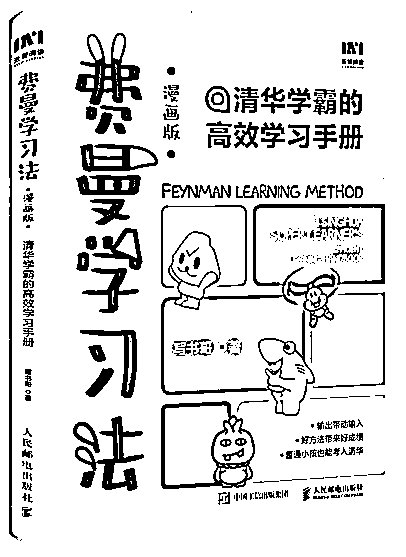 费曼学习法
·漫画版·
清华学霸的高效学习手册
人民邮电出版社
费曼学习法
·漫画版·
@清华学霸的
高效学习手册
FEYNMAN LEARNING METHOD
写书哥 著
·输出带动输入
·好方法带来好成绩
·普通小孩也能考入清华
中国工信出版集团
人民邮电出版社